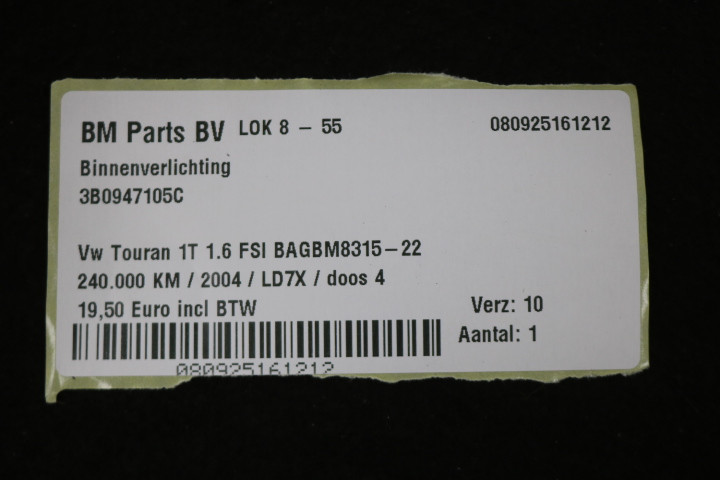 BM Parts BV LOK 8 - 55 080925161212
Binnenverlichting
3B0947105C
Vw Touran 1T 1.6 FSI BAGBM8315-22
240.000 KM / 2004 / LD7X / doos 4
19,50 Euro incl BTW Verz: 10
Aantal: 1
080925161212